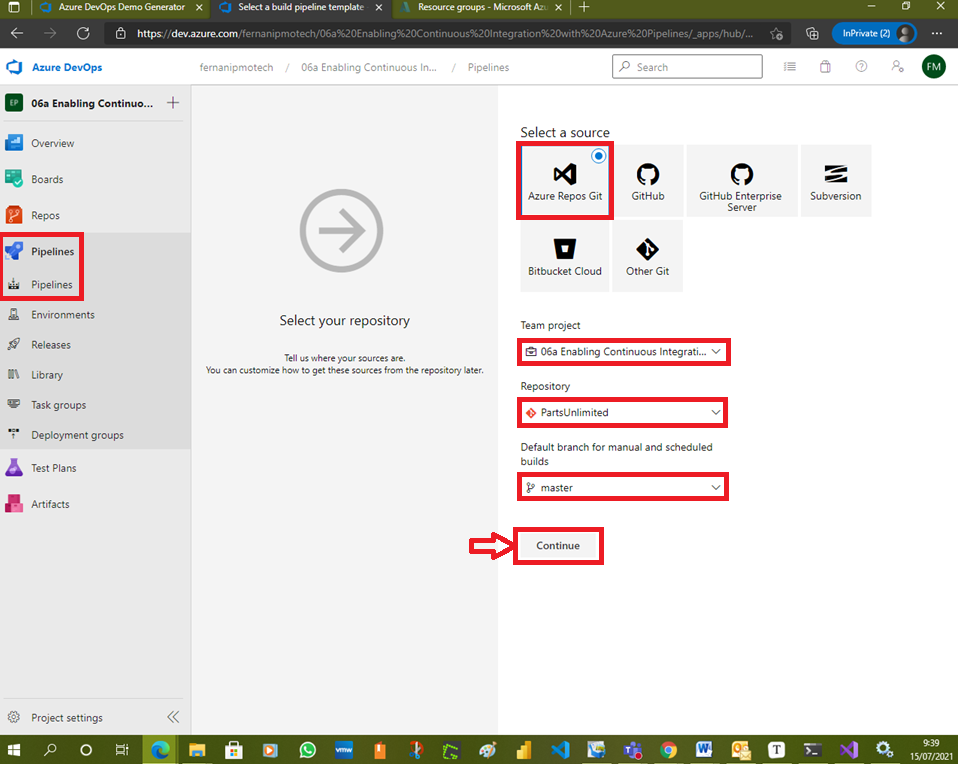 Azure DevOps Demo Generator
Select a build pipeline template
Resource groups - Microsoft Azu
https://dev.azure.com/fernanipmotech/06a%20Enabling%20Continuous%20Integration%20with%20Azure%20Pipelines/_apps/hub/...
InPrivate (2)
Azure DevOps
fernanipmotech / 06a Enabling Continuous In... / Pipelines
Search
FM
EP
06a Enabling Continuo...
Overview
Boards
Repos
Pipelines
Pipelines
Environments
Releases
Library
Task groups
Deployment groups
Test Plans
Artifacts
Project settings
Select your repository
Tell us where your sources are.
You can customize how to get these sources from the repository later.
Select a source
Azure Repos Git
GitHub
GitHub Enterprise
Server
Subversion
Bitbucket Cloud
Other Git
Team project
06a Enabling Continuous Integrati...
Repository
PartsUnlimited
Default branch for manual and scheduled
builds
master
Continue
vmw
T
9:39
15/07/2021